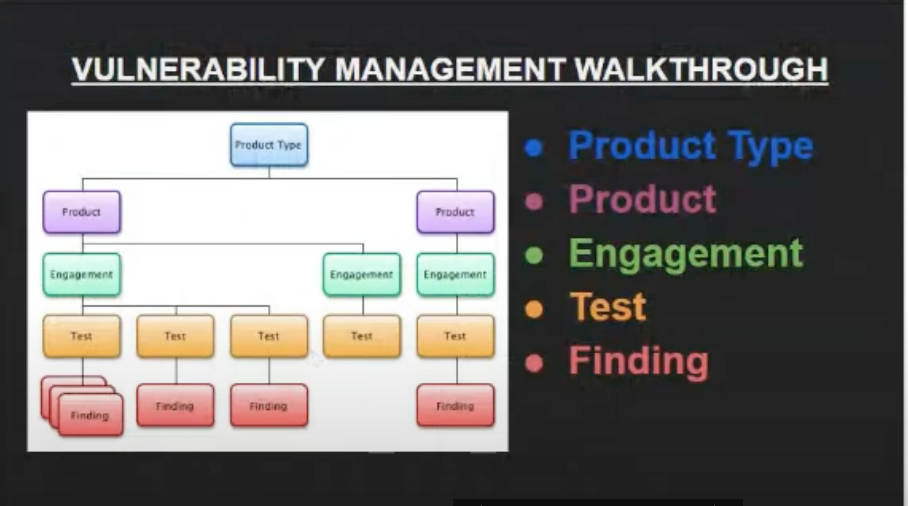 VULNERABILITY MANAGEMENT WALKTHROUGH
Product Type
Product
Product
Engagement
Engagement
Engagement
Test
Test
Test
Test
Test
Finding
Finding
Finding
Finding
• Product Type
• Product
• Engagement
• Test
• Finding